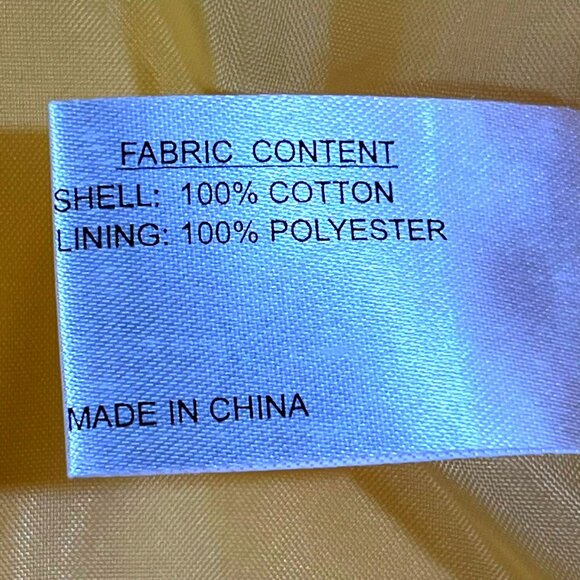 FABRIC CONTENT
SHELL: 100% COTTON
LINING: 100% POLYESTER
MADE IN CHINA